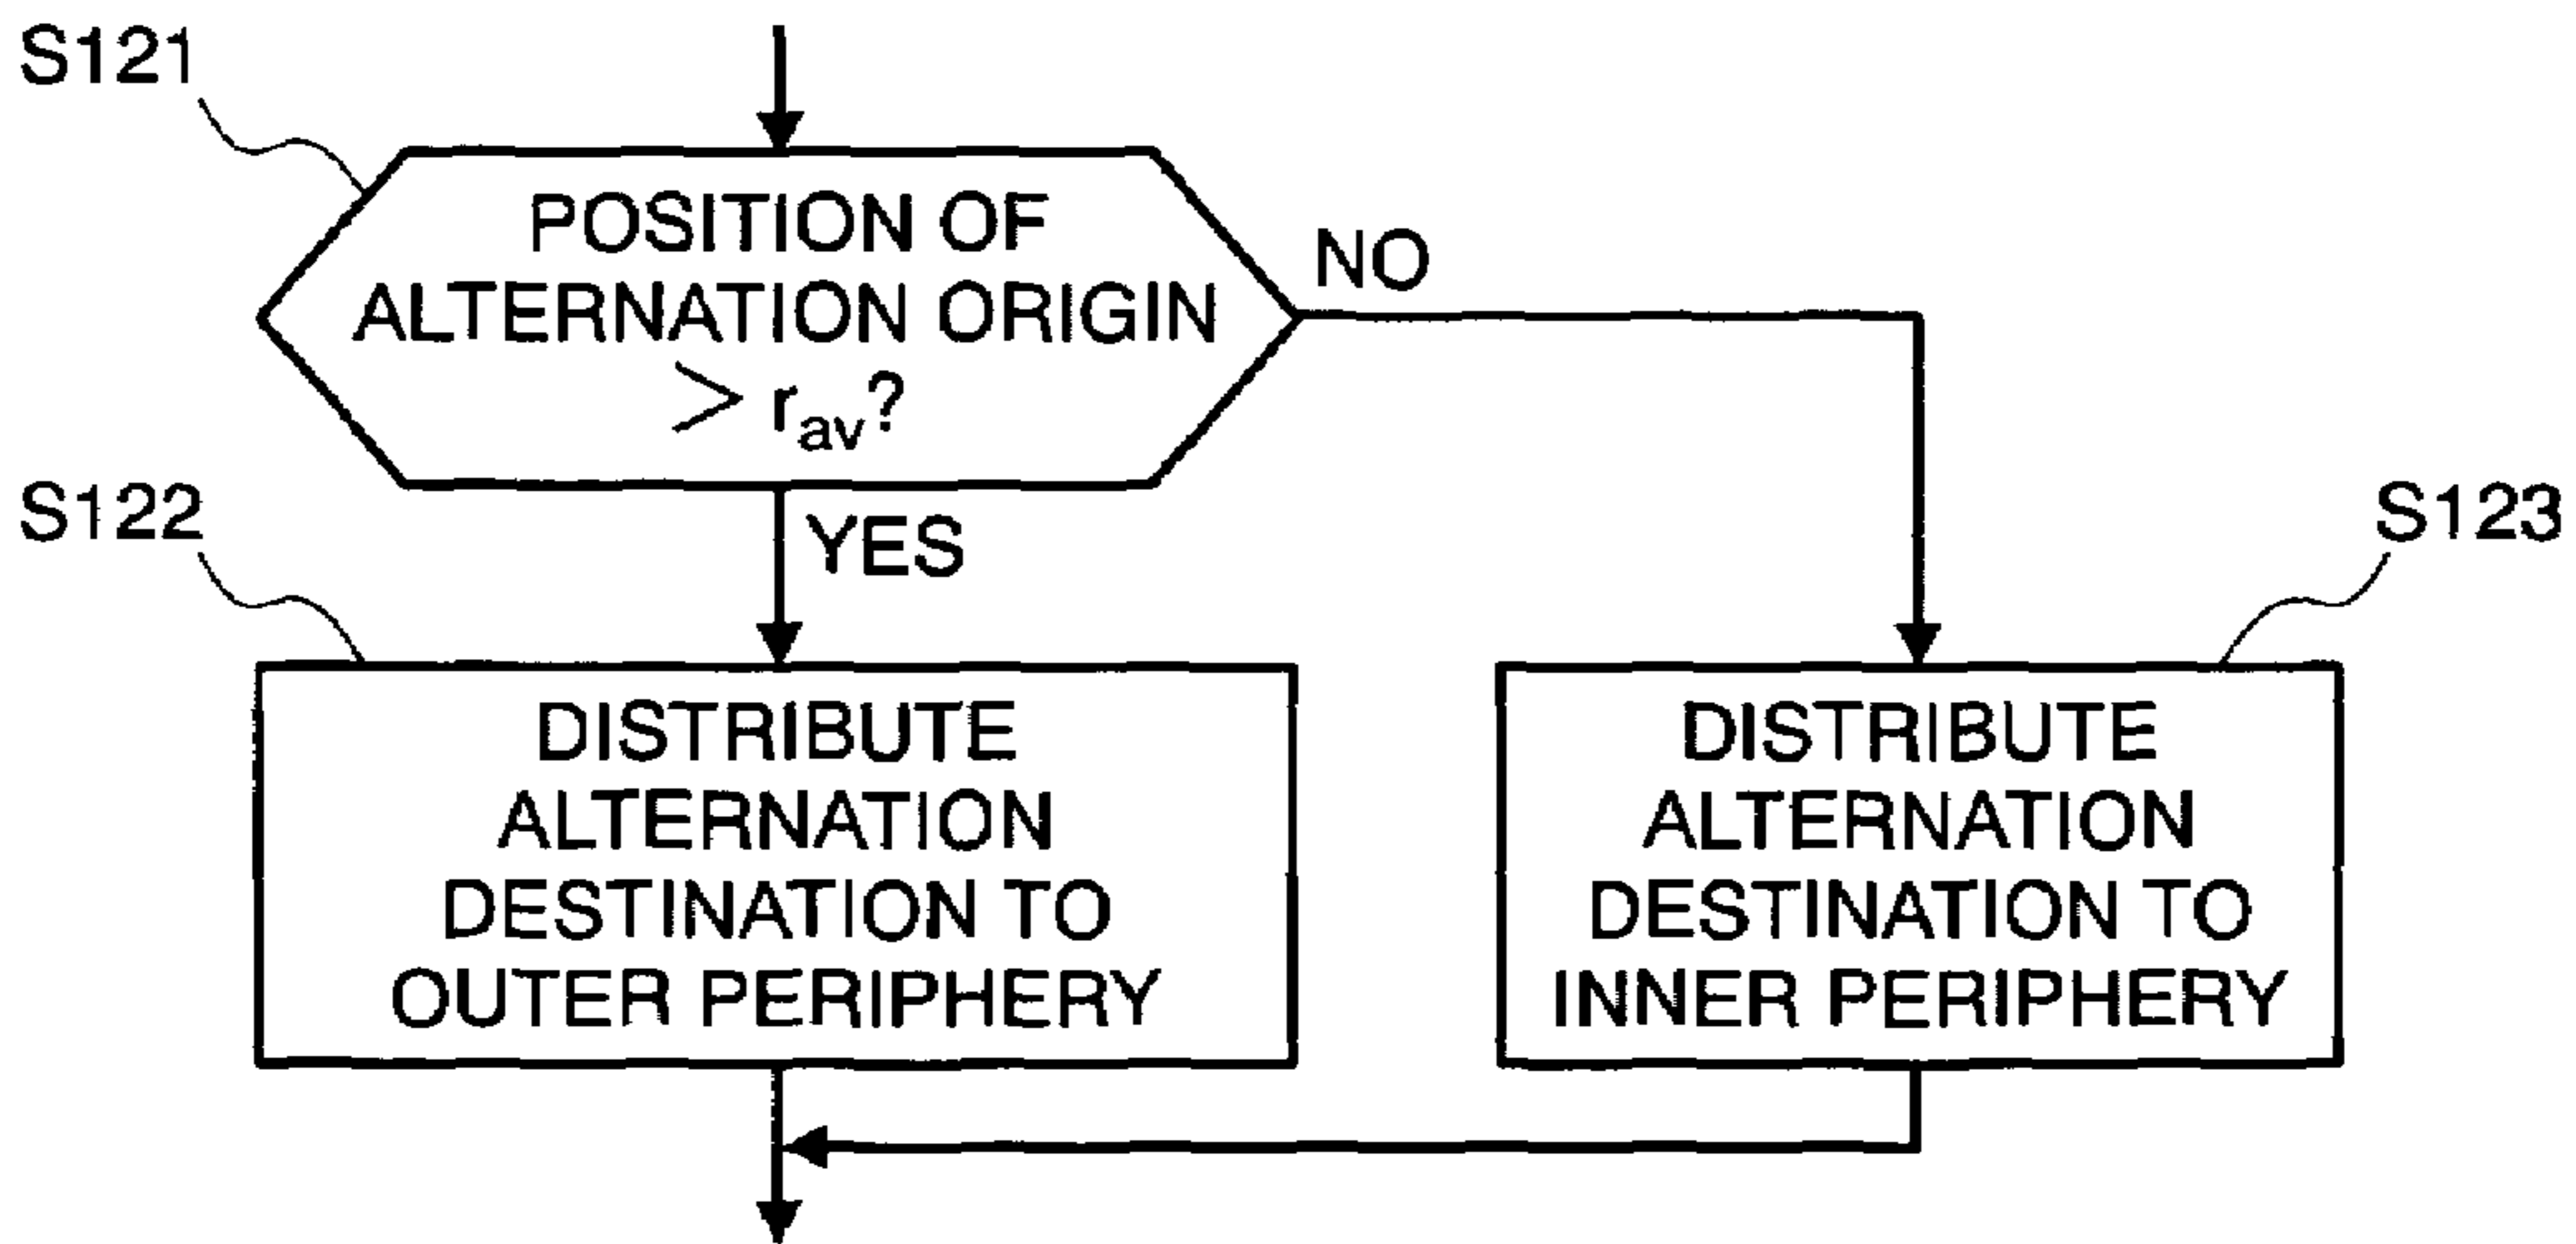 S121
POSITION OF
ALTERNATION ORIGIN
> rav?
NO
YES
S122
DISTRIBUTE
ALTERNATION
DESTINATION TO
OUTER PERIPHERY
S123
DISTRIBUTE
ALTERNATION
DESTINATION TO
INNER PERIPHERY